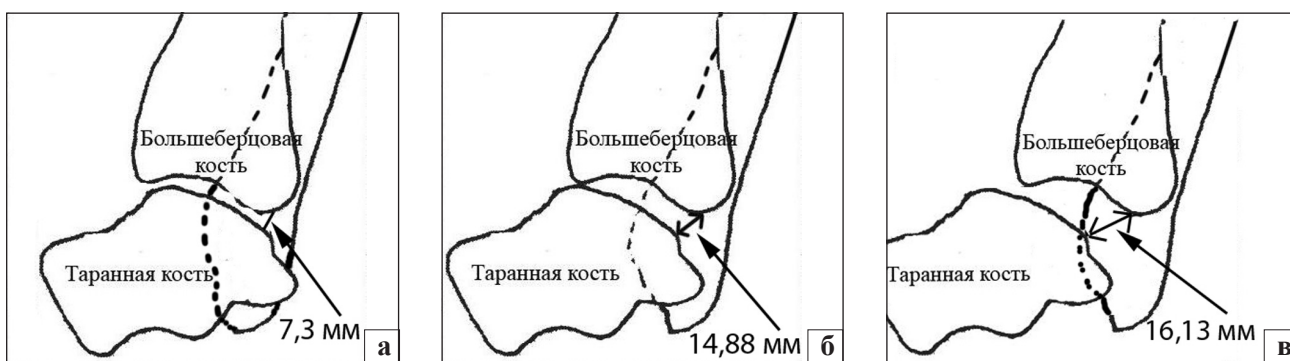 Большеберцовая
кость
Таранная кость
7,3 мм
а
Большеберцовая
кость
Таранная кость
14,88 мм
б
Большеберцовая
кость
Таранная кость
16,13 мм
в